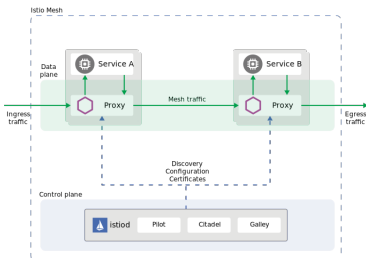 Istio Mesh
Service A
Service B
Data
plane
Proxy
Mesh traffic
Proxy
Ingress
traffic
Egress
traffic
Discovery
Configuration
Certificates
Control plane
istiod
Pilot
Citadel
Galley